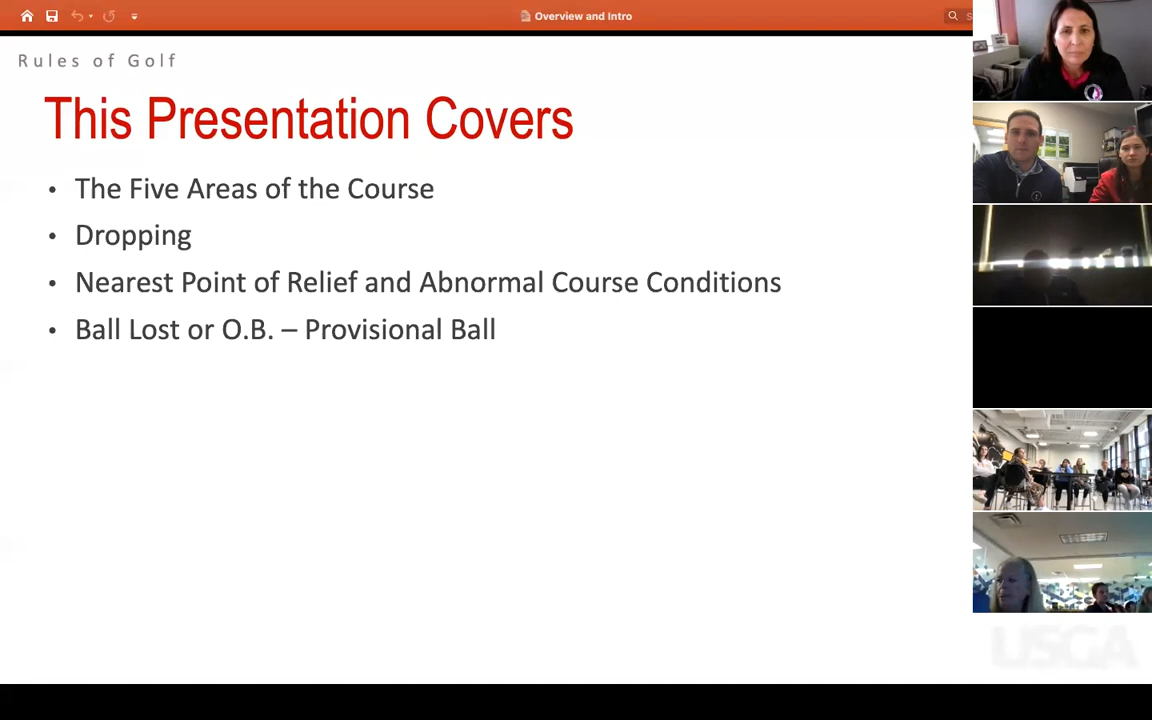 Overview and Intro
S
Rules of Golf
This Presentation Covers
• The Five Areas of the Course
• Dropping
• Nearest Point of Relief and Abnormal Course Conditions
• Ball Lost or O.B. – Provisional Ball
USGA